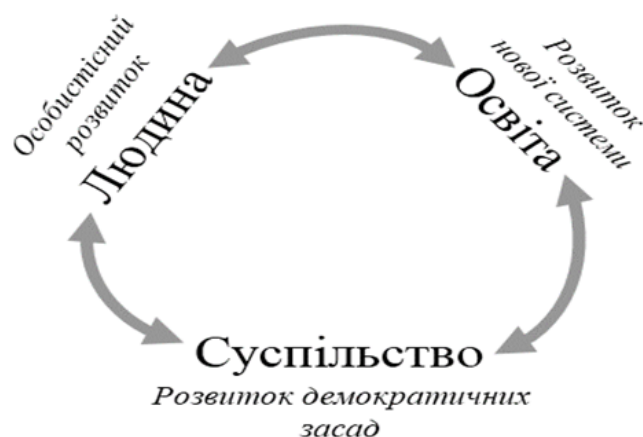 Особистісний
розвиток
Людина
Освіта
Розвиток
нової системи
Суспільство
Розвиток демократичних
засад